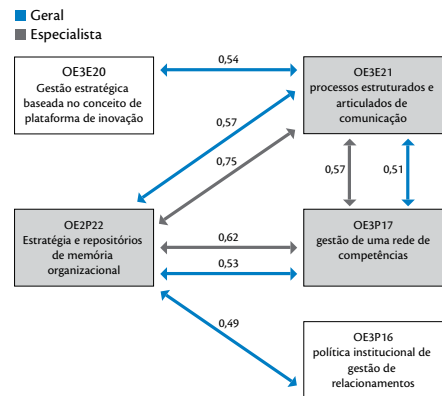 Geral
Especialista
OE3E20
Gestão estratégica
baseada no conceito de
plataforma de inovação
0,54
OE3E21
processos estruturados e
articulados de
comunicação
0,57
0,75
0,57
0,51
OE2P22
Estratégia e repositórios
de memória
organizacional
0,62
0,53
OE3P17
gestão de uma rede de
competências
0,49
OE3P16
política institucional de
gestão de
relacionamentos